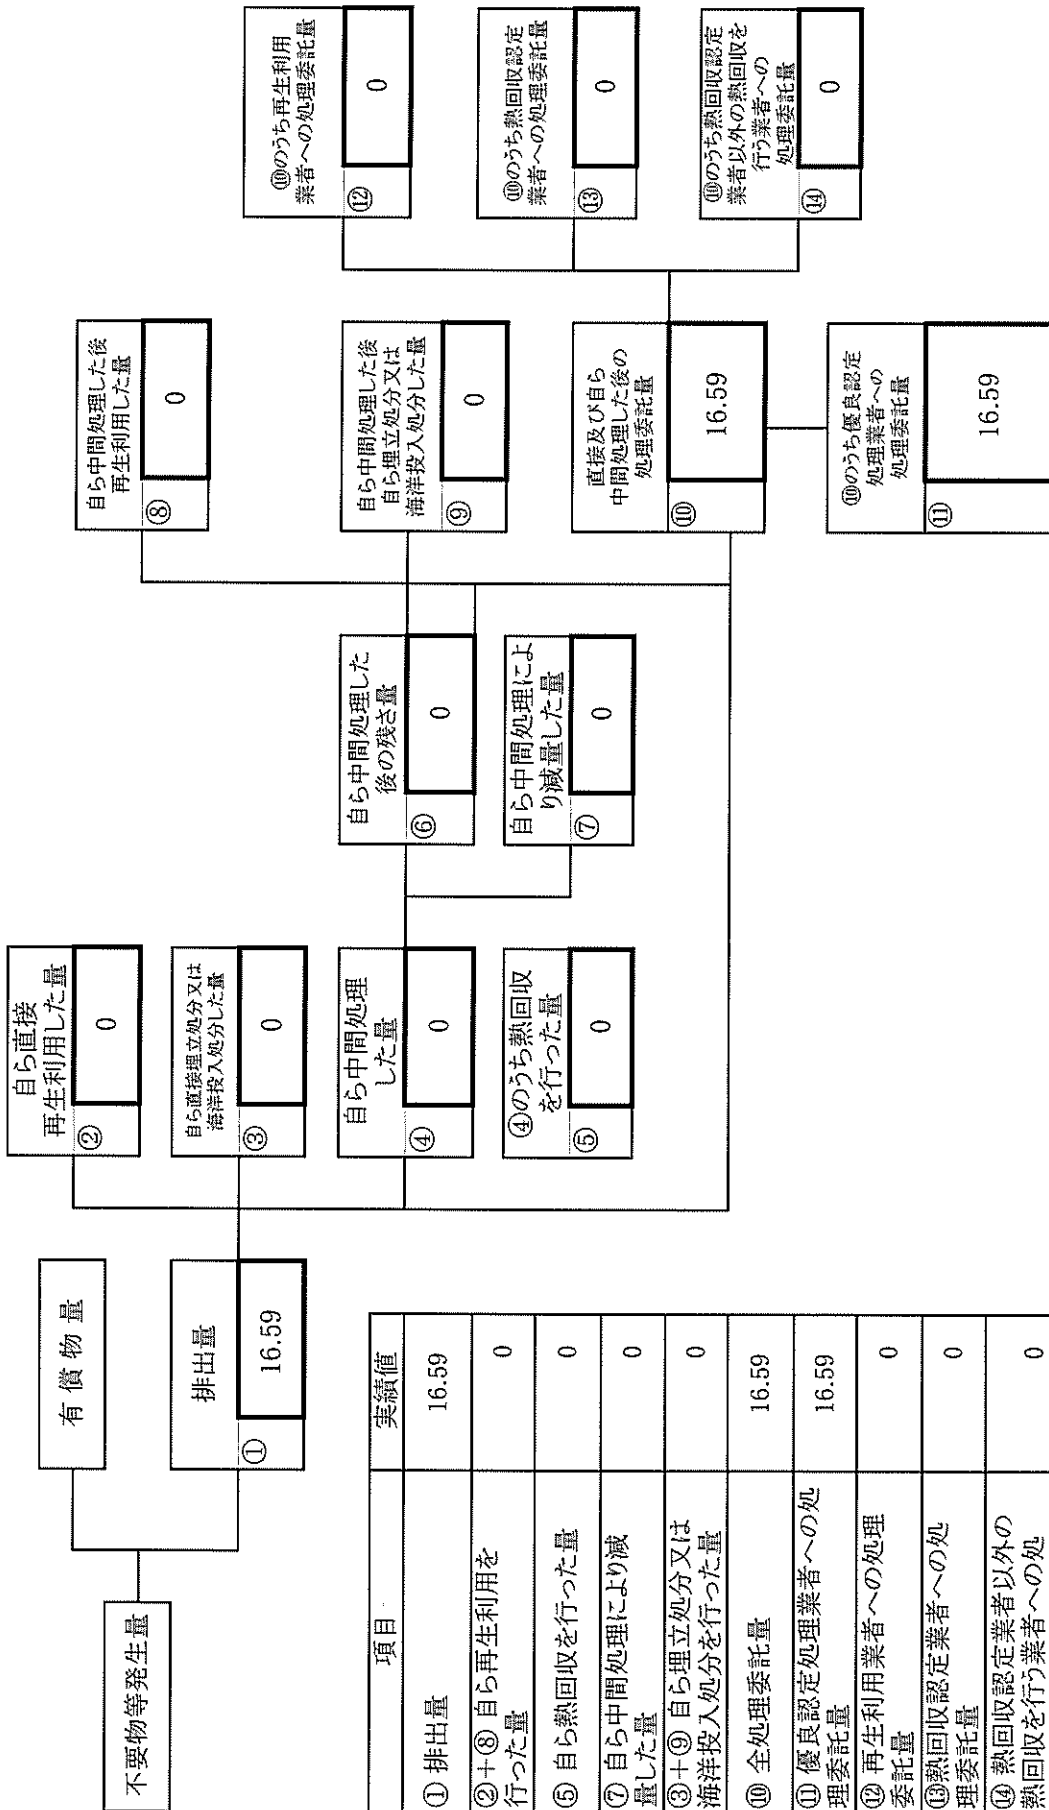 不要物等発生量
有償物量
排出量
①
16.59
自ら直接
再生利用した量
②
0
自ら直接埋立処分又は
海洋投入処分した量
③
0
自ら中間処理
した量
④
0
④のうち熱回収
を行った量
⑤
0
自ら中間処理した
後の残さ量
⑥
0
自ら中間処理によ
り減量した量
⑦
0
自ら中間処理した後
再生利用した量
⑧
0
自ら中間処理した後
自ら埋立処分又は
海洋投入処分した量
⑨
0
直接及び自ら
中間処理した後の
処理委託量
⑩
16.59
⑩のうち優良認定
処理業者への
処理委託量
⑪
16.59
⑩のうち再生利用
業者への処理委託量
⑫
0
⑩のうち熱回収認定
業者への処理委託量
⑬
0
⑩のうち熱回収認定
業者以外の熱回収を
行う業者への
処理委託量
⑭
0
項目 実績値
① 排出量 16.59
②+⑧ 自ら再生利用を
行った量 0
⑤ 自ら熱回収を行った量 0
⑦ 自ら中間処理により減
量した量 0
③+⑨ 自ら埋立処分又は
海洋投入処分を行った量 0
⑩ 全処理委託量 16.59
⑪ 優良認定処理業者への処
理委託量 16.59
⑫ 再生利用業者への処理
委託量 0
⑬熱回収認定業者への処
理委託量 0
⑭ 熱回収認定業者以外の
熱回収を行う業者への処 0